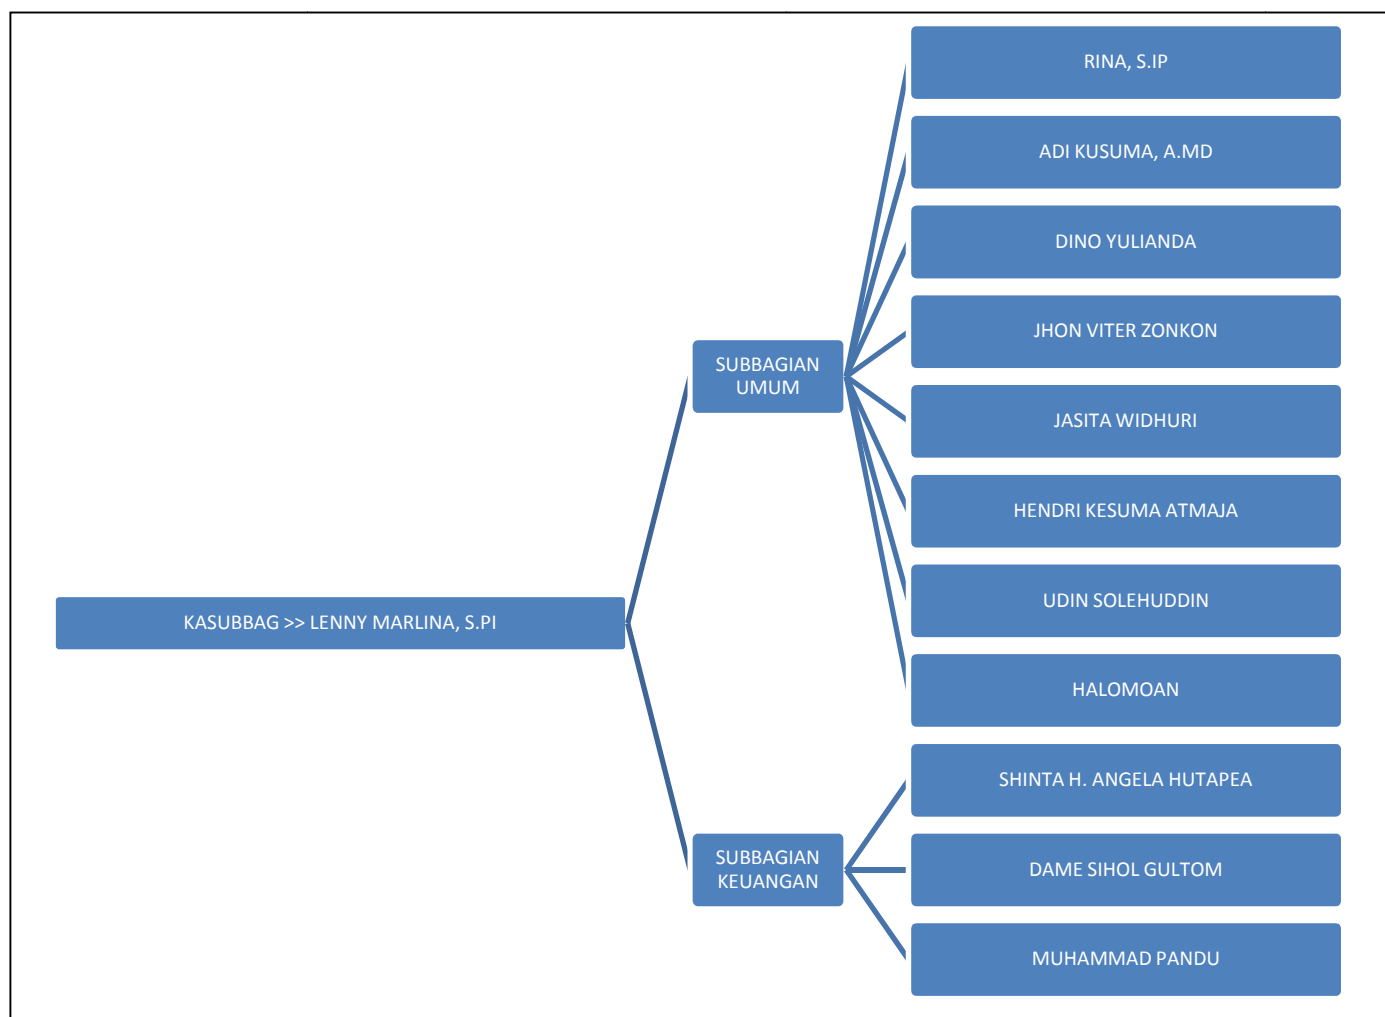 KASUBBAG >> LENNY MARLINA, S.PI
SUBBAGIAN
UMUM
RINA, S.IP
ADI KUSUMA, A.MD
DINO YULIANDA
JHON VITER ZONKON
JASITA WIDHURI
HENDRI KESUMA ATMAJA
UDIN SOLEHUDDIN
HALOMOAN
SUBBAGIAN
KEUANGAN
SHINTA H. ANGELA HUTAPEA
DAME SIHOL GULTOM
MUHAMMAD PANDU